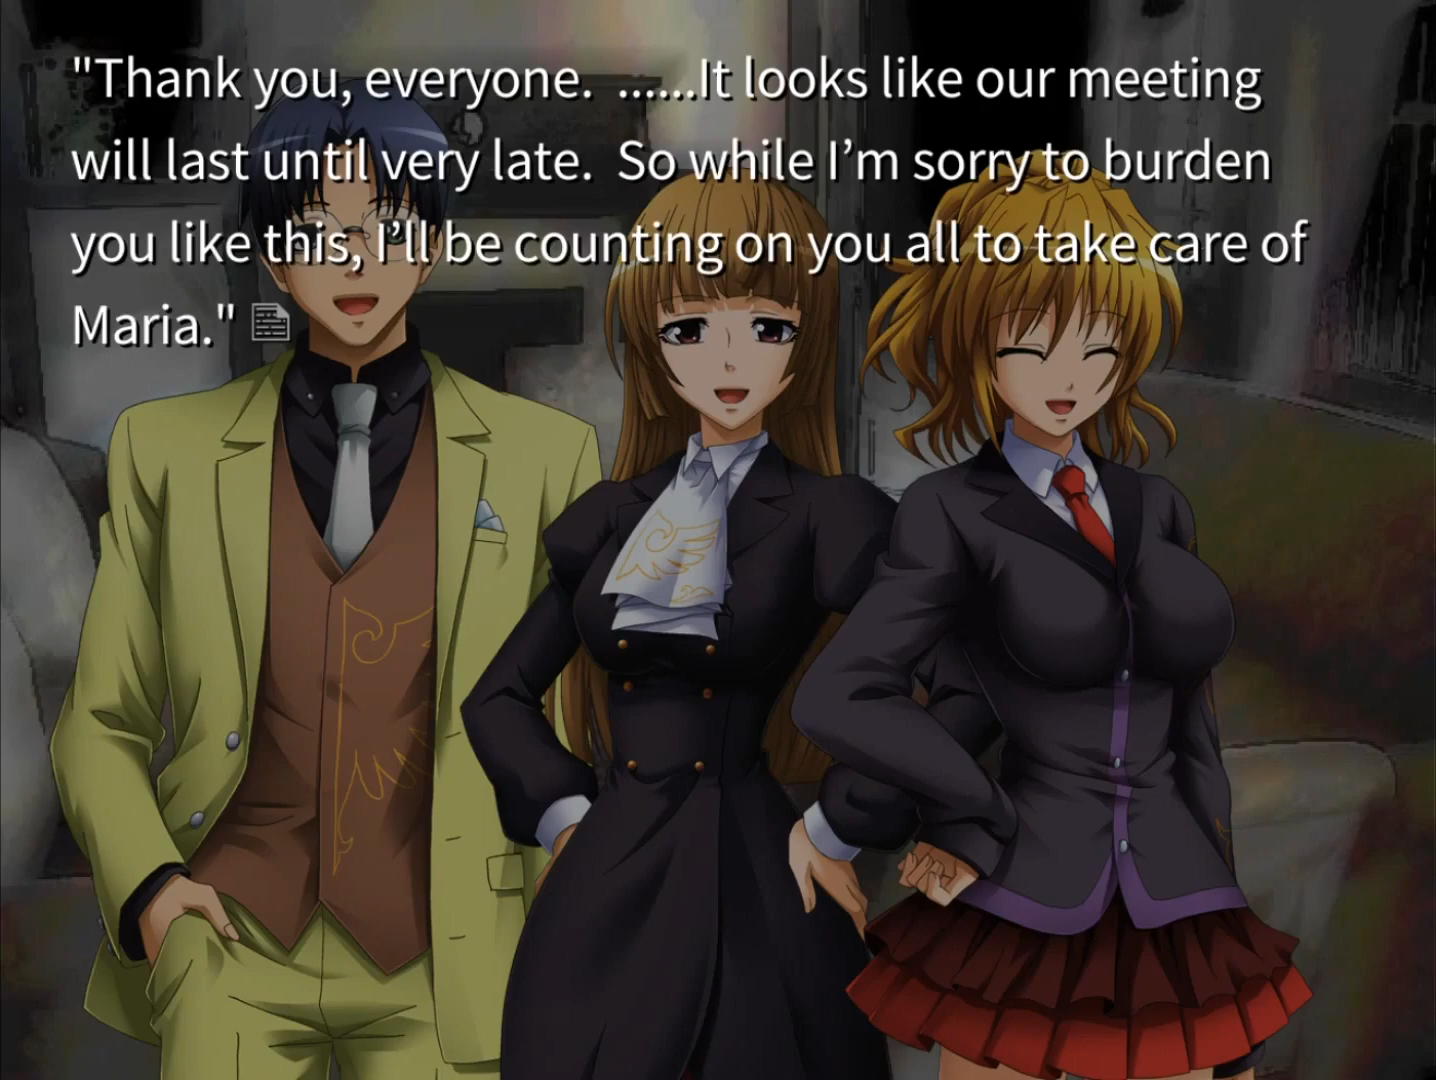 "Thank you, everyone.  ......It looks like our meeting
will last until very late.  So while I’m sorry to burden
you like this, I’ll be counting on you all to take care of
Maria."